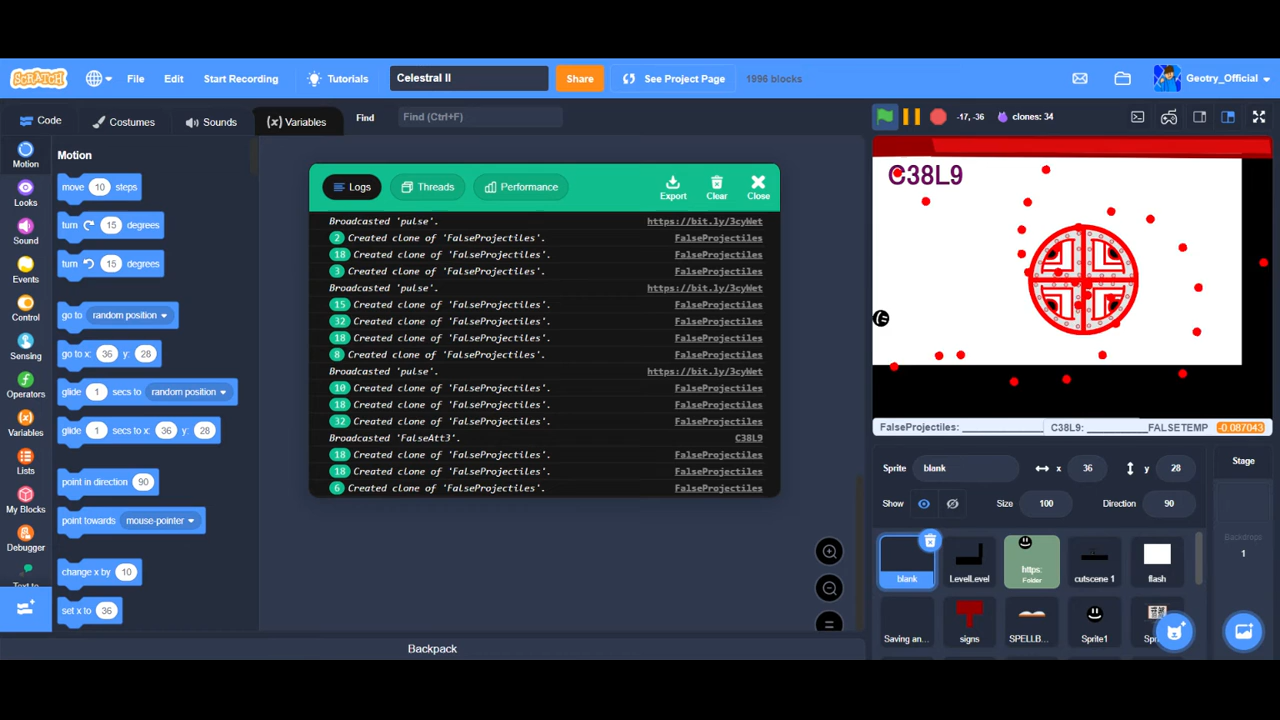 SCRATCH File Edit Start Recording Tutorials Celestral II Share See Project Page 1996 blocks Geotry_Official
Code Costumes Sounds (x) Variables Find Find (Ctrl+F) -17, -36 clones: 34
Motion
Looks
Sound
Events
Control
Sensing
Operators
Variables
Lists
My Blocks
Debugger
Motion
move 10 steps
turn 15 degrees
turn 15 degrees
go to random position
go to x: 36 y: 28
glide 1 secs to random position
glide 1 secs to x: 36 y: 28
point in direction 90
point towards mouse-pointer
change x by 10
set x to 36
Logs Threads Performance Export Clear Close
Broadcasted 'pulse'. https://bit.ly/3cyWet
2 Created clone of 'FalseProjectiles'. FalseProjectiles
18 Created clone of 'FalseProjectiles'. FalseProjectiles
3 Created clone of 'FalseProjectiles'. FalseProjectiles
Broadcasted 'pulse'. https://bit.ly/3cyWet
15 Created clone of 'FalseProjectiles'. FalseProjectiles
32 Created clone of 'FalseProjectiles'. FalseProjectiles
18 Created clone of 'FalseProjectiles'. FalseProjectiles
8 Created clone of 'FalseProjectiles'. FalseProjectiles
Broadcasted 'pulse'. https://bit.ly/3cyWet
10 Created clone of 'FalseProjectiles'. FalseProjectiles
18 Created clone of 'FalseProjectiles'. FalseProjectiles
32 Created clone of 'FalseProjectiles'. FalseProjectiles
Broadcasted 'FalseAtt3'. C38L9
18 Created clone of 'FalseProjectiles'. FalseProjectiles
18 Created clone of 'FalseProjectiles'. FalseProjectiles
6 Created clone of 'FalseProjectiles'. FalseProjectiles
Backpack
C38L9
FalseProjectiles: C38L9: FALSETEMP -0.087043
Sprite blank x 36 y 28
Show Size 100 Direction 90
blank LevelLevel https: Folder cutscene 1 flash
Saving an... signs SPELLB... Sprite1
Stage
Backdrops
1